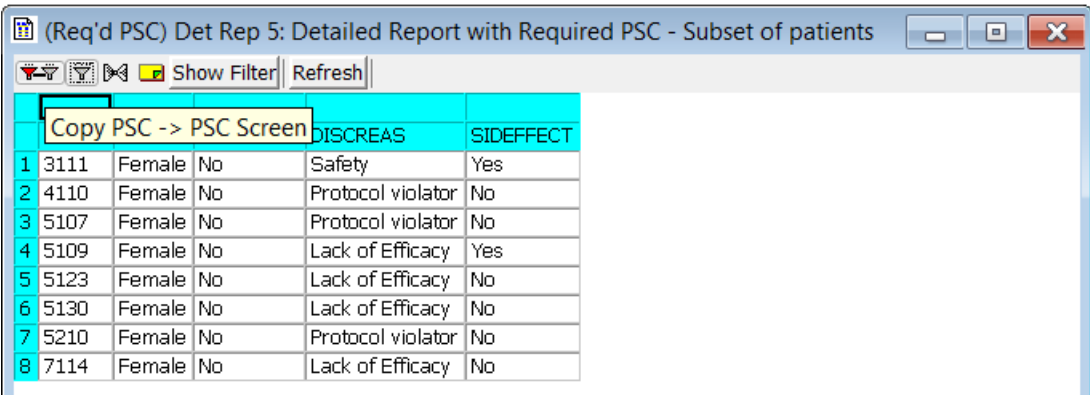 (Req'd PSC) Det Rep 5: Detailed Report with Required PSC - Subset of patients
Show Filter Refresh
Copy PSC -> PSC Screen
DISCREAS SIDEFFECT
1 3111 Female No Safety Yes
2 4110 Female No Protocol violator No
3 5107 Female No Protocol violator No
4 5109 Female No Lack of Efficacy Yes
5 5123 Female No Lack of Efficacy No
6 5130 Female No Lack of Efficacy No
7 5210 Female No Protocol violator No
8 7114 Female No Lack of Efficacy No